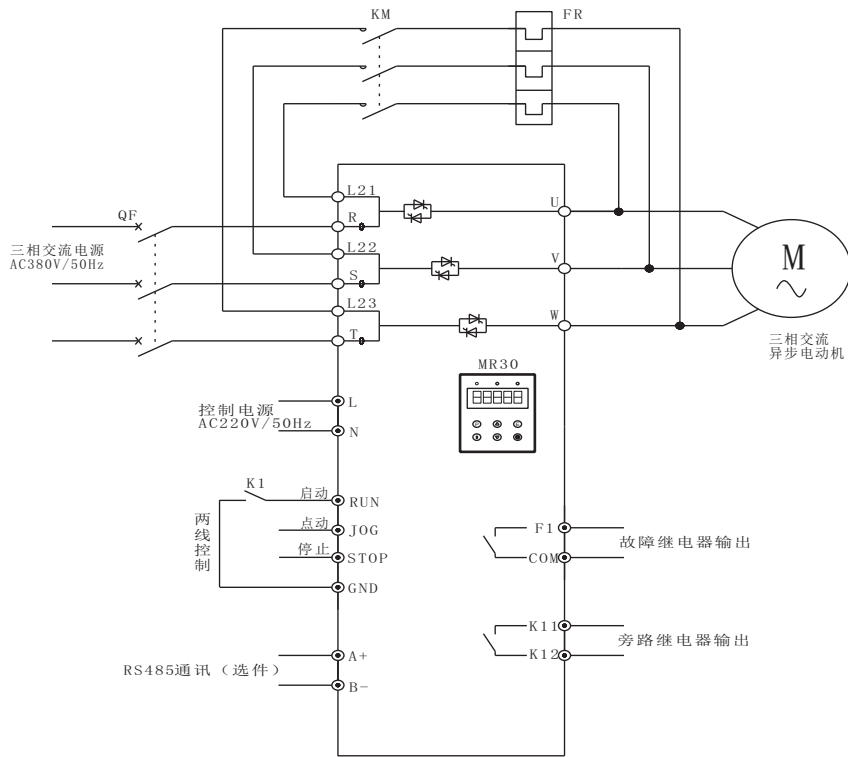 KM
FR
L21
U
QF
R
三相交流电源
AC380V/50Hz
L22
V
S
M
L23
W
T
三相交流
异步电动机
MR30
控制电源
AC220V/50Hz
L
N
K1
启动
RUN
两线控制
点动
JOG
停止
STOP
GND
F1
COM
故障继电器输出
K11
K12
旁路继电器输出
RS485通讯（选件）
A+
B-